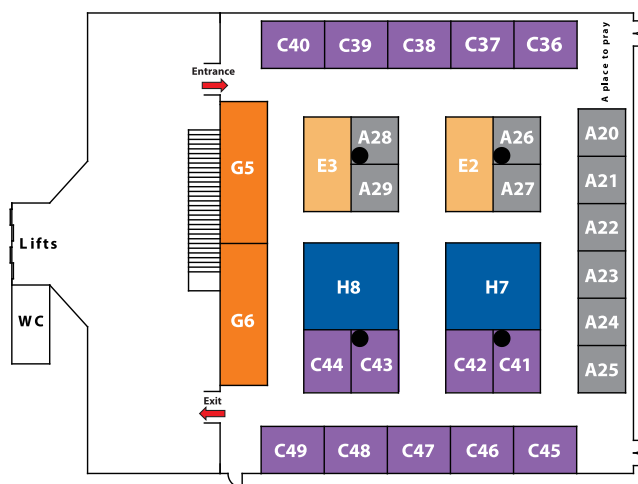 C40 C39 C38 C37 C36
A place to pray
Entrance
G5
E3
A28
A29
E2
A26
A27
A20
A21
A22
A23
A24
A25
Lifts
WC
G6
H8
H7
C44 C43
C42 C41
Exit
C49 C48 C47 C46 C45